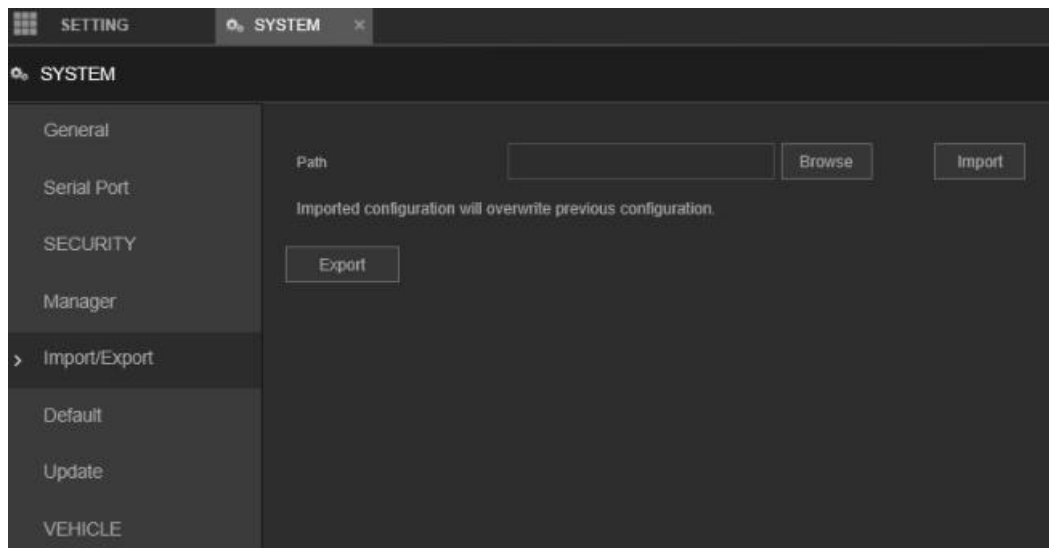 SETTING
SYSTEM ×
SYSTEM
General
Serial Port
SECURITY
Manager
Import/Export
Default
Update
VEHICLE
Path
Browse
Import
Imported configuration will overwrite previous configuration.
Export